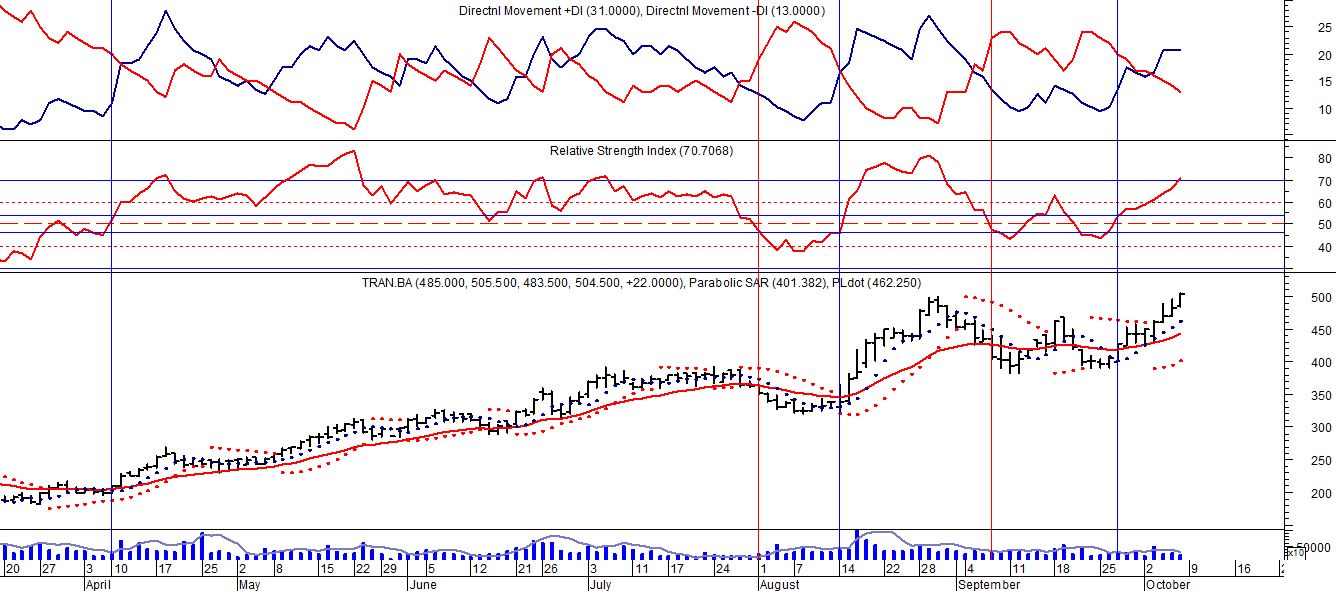 Directnl Movement +DI (31.0000), Directnl Movement -DI (13.0000)
25
20
15
10
Relative Strength Index (70.7068)
80
70
60
50
40
TRAN.BA (485.000, 505.500, 483.500, 504.500, +22.0000), Parabolic SAR (401.382), PLdot (462.250)
500
450
400
350
300
250
200
50000
x10
20 27 10 17 25 2 8 15 22 29 5 12 21 26 3 11 17 24 1 7 14 22 28 4 11 18 25 2 9 16
April May June July August September October